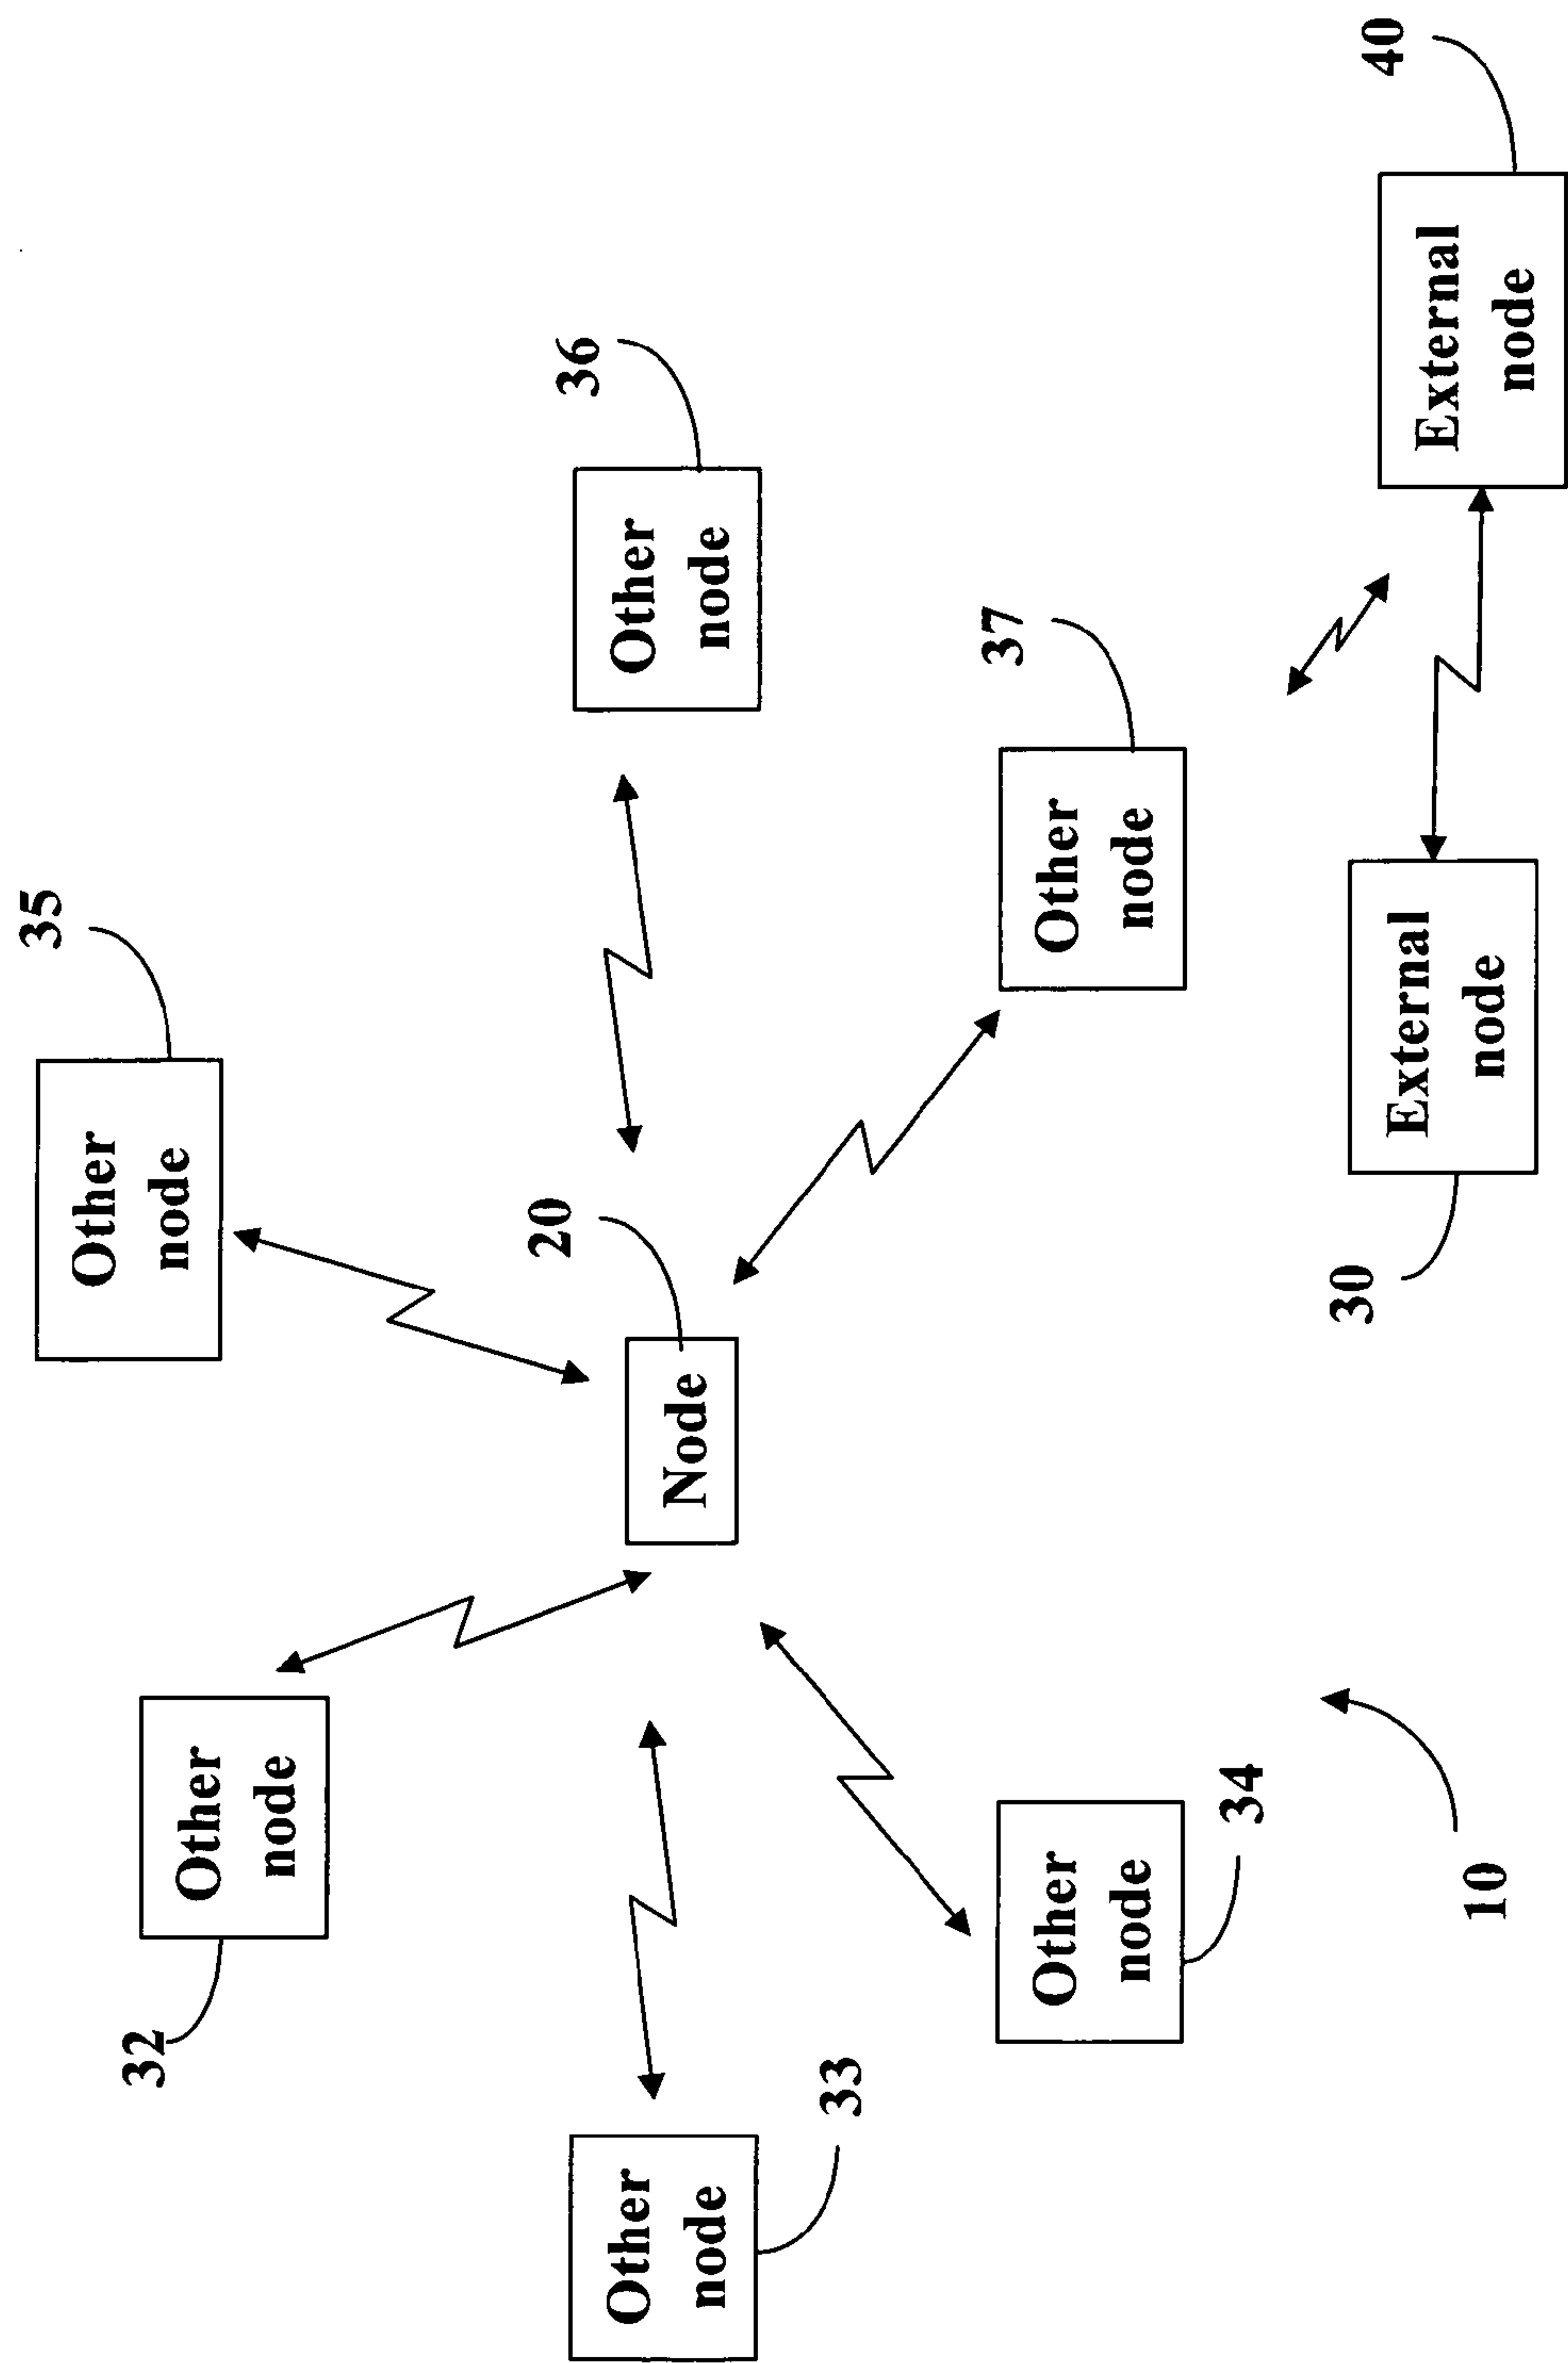 35
Other
node
32
Other
node
20
36
Other
node
Other
node
Node
33
37
Other
node
Other
node
34
30
40
External
node
External
node
10